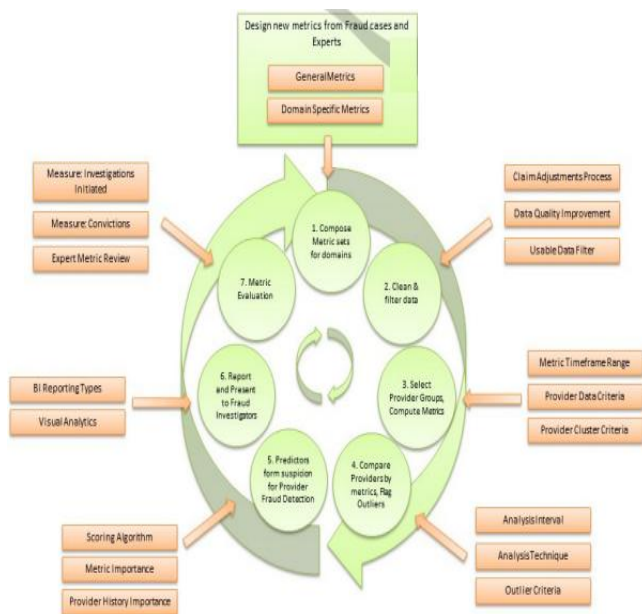 Design new metrics from Fraud cases and
Experts
General Metrics
Domain Specific Metrics
Measure: Investigations
Initiated
Measure: Convictions
Expert Metric Review
Claim Adjustments Process
Data Quality Improvement
Usable Data Filter
1. Compose
Metric sets
for domains
7. Metric
Evaluation
2. Clean &
filter data
6. Report
and Present
to Fraud
Investigators
3. Select
Provider Groups,
Compute Metrics
BI Reporting Types
Visual Analytics
Metric Timeframe Range
Provider Data Criteria
Provider Cluster Criteria
5. Predictors
form suspicion
for Provider
Fraud Detection
4. Compare
Providers by
metrics, Flag
Outliers
Scoring Algorithm
Metric Importance
Provider History Importance
Analysis Interval
Analysis Technique
Outlier Criteria